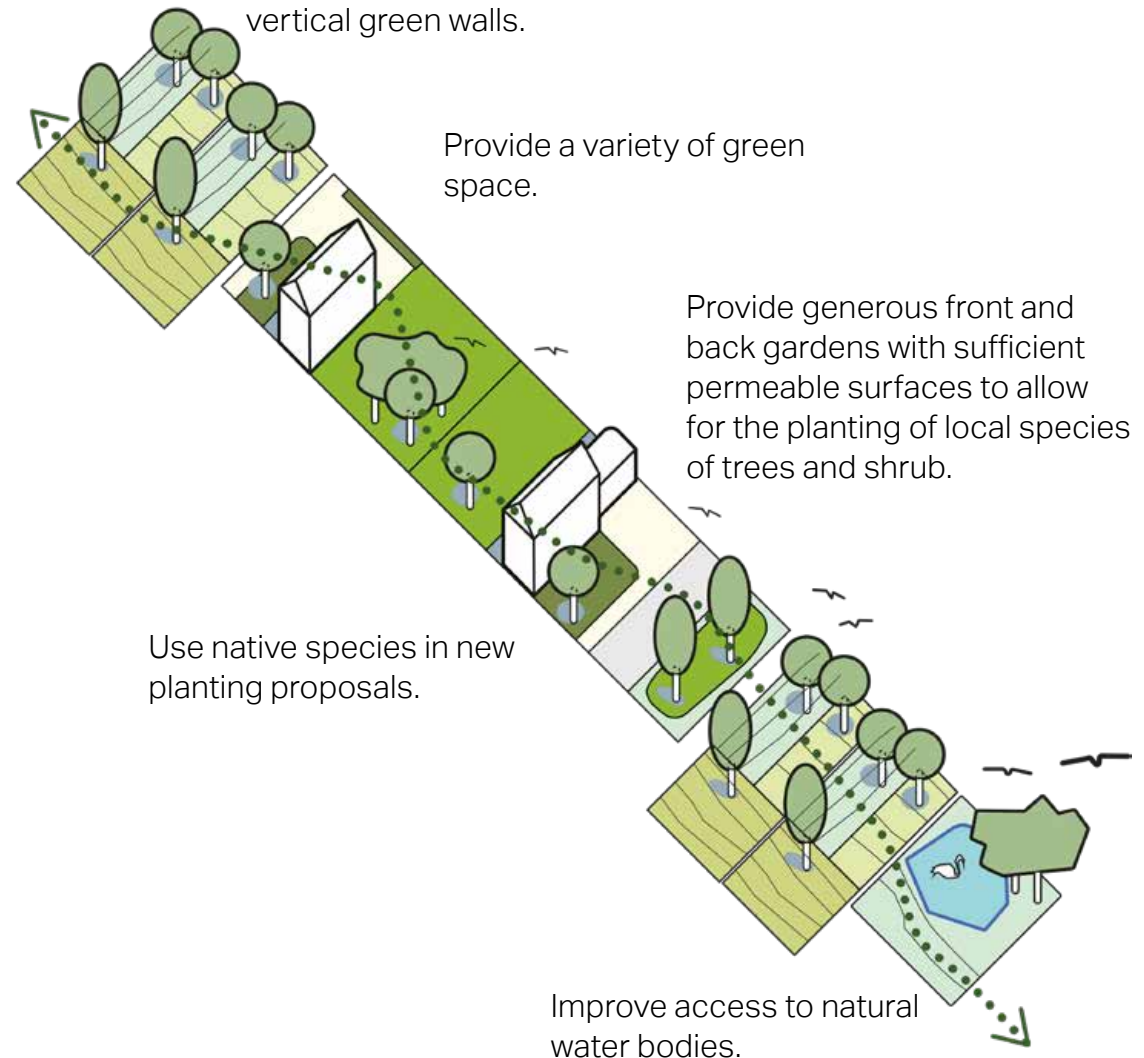 vertical green walls.
Provide a variety of green
space.
Provide generous front and
back gardens with sufficient
permeable surfaces to allow
for the planting of local species
of trees and shrub.
Use native species in new
planting proposals.
Improve access to natural
water bodies.